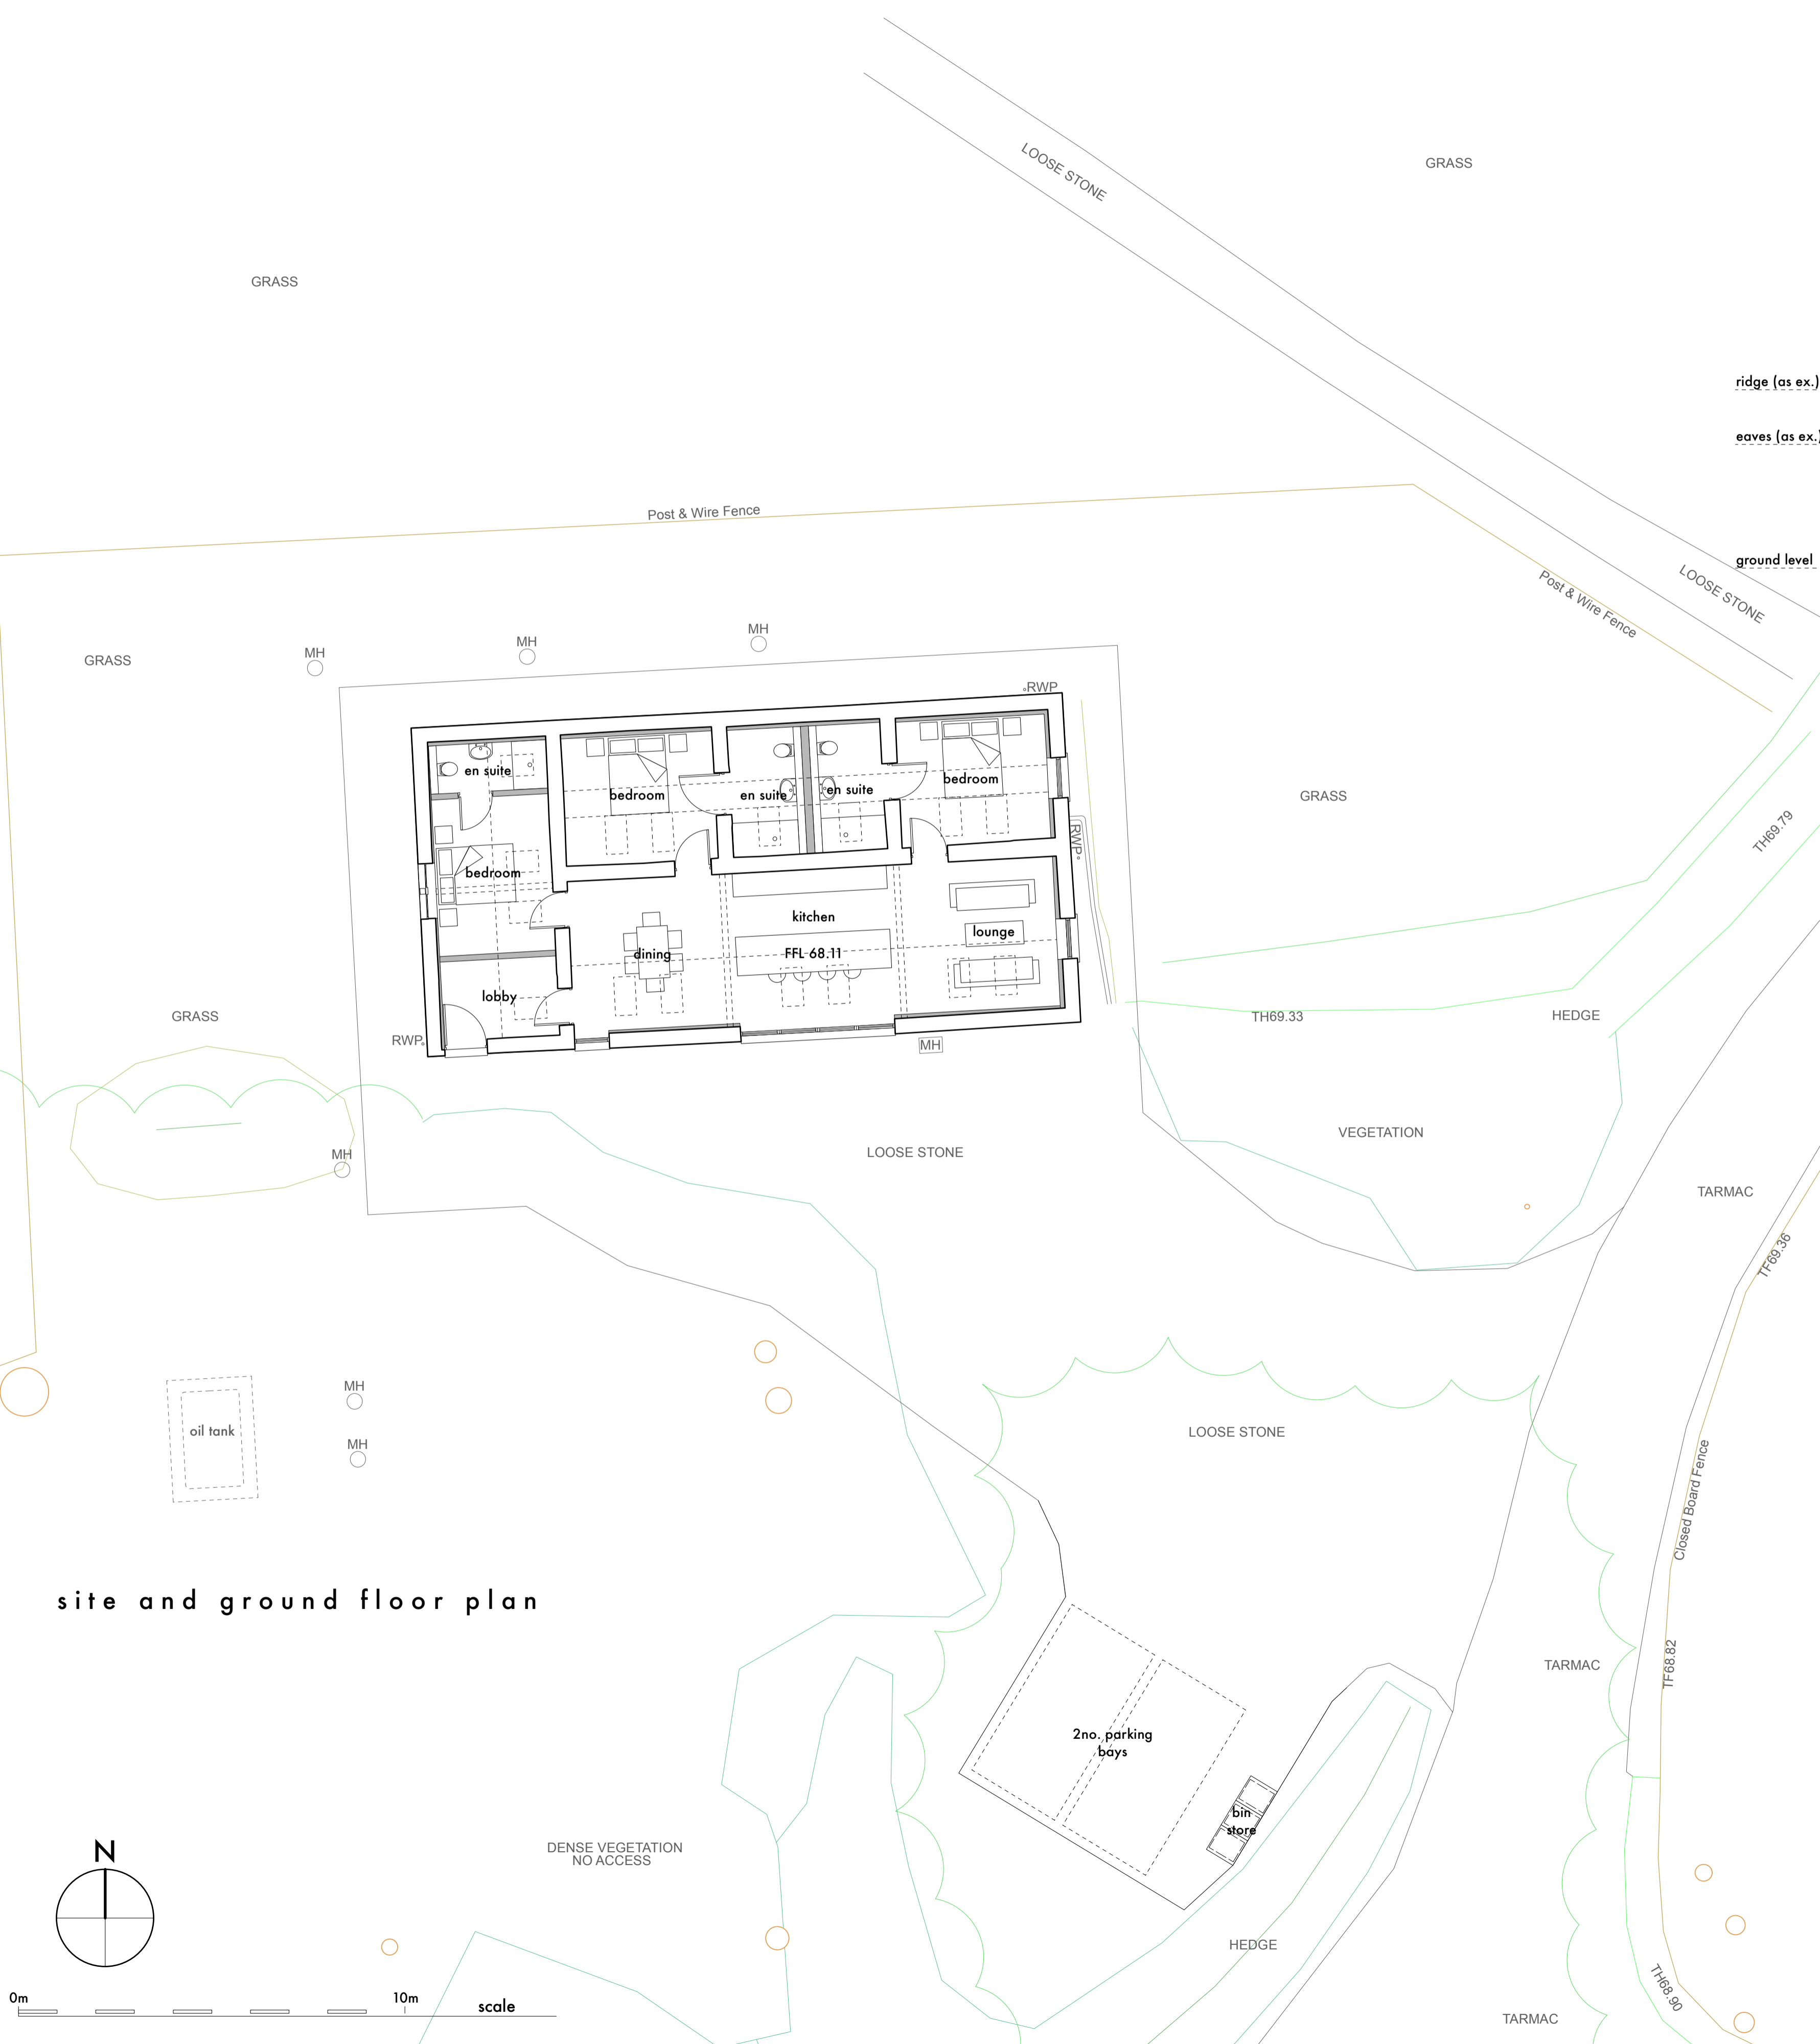 LOOSE STONE
GRASS
GRASS
ridge (as ex.)
eaves (as ex.)
Post & Wire Fence
ground level
LOOSE STONE
Post & Wire Fence
MH
MH
MH
GRASS
RWP
en suite
bedroom
en suite
en suite
bedroom
GRASS
TH69.79
RWP
bedroom
kitchen
lounge
dining
FFL 68.11
lobby
GRASS
TH69.33
HEDGE
RWP
MH
VEGETATION
LOOSE STONE
MH
TARMAC
TF69.36
MH
oil tank
MH
LOOSE STONE
Closed Board Fence
site and ground floor plan
TF68.82
TARMAC
2no. parking
bays
bin
store
N
DENSE VEGETATION
NO ACCESS
HEDGE
TH68.90
0m
10m
scale
TARMAC